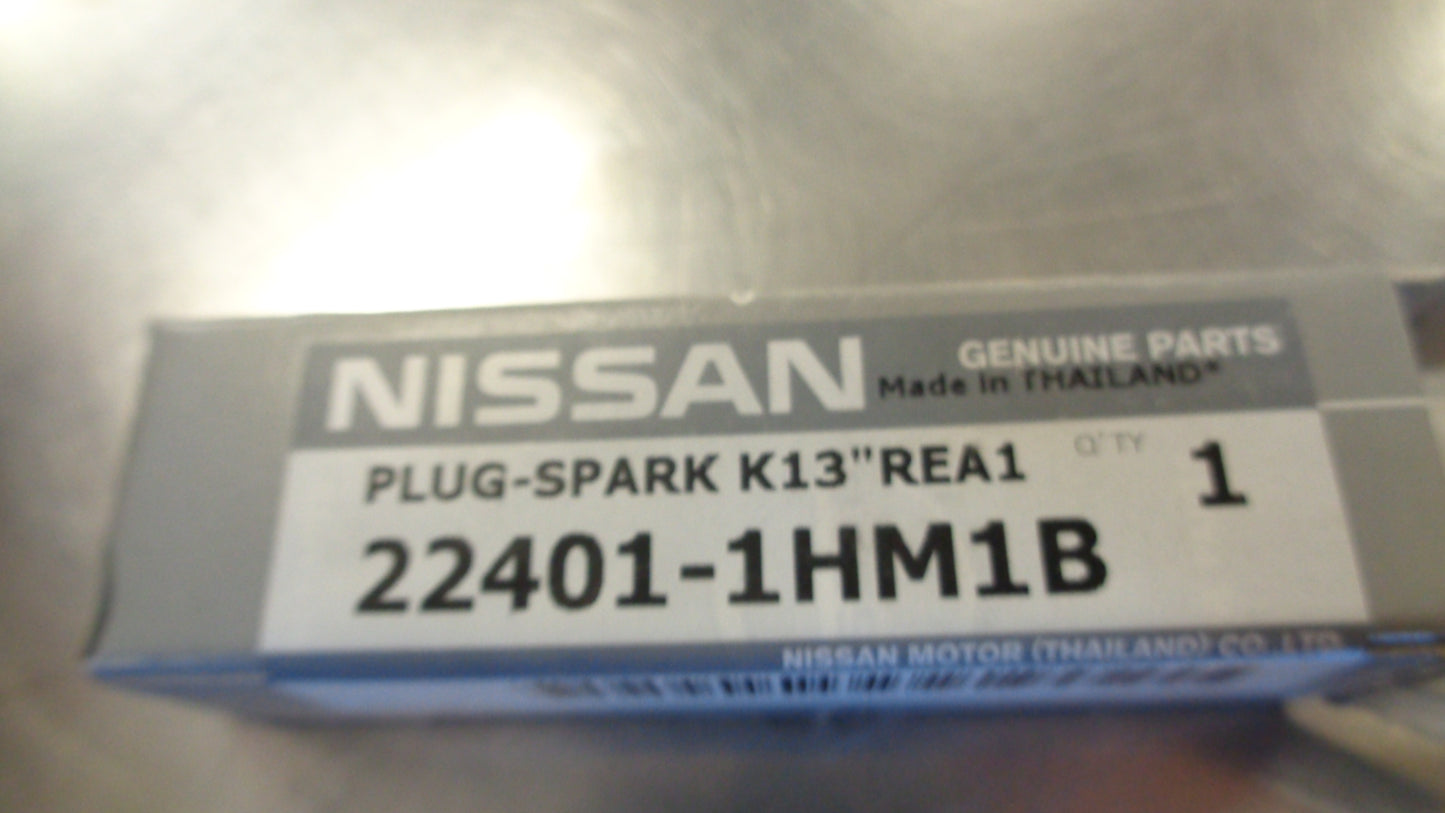 NISSAN GENUINE PARTS
Made in THAILAND*
PLUG-SPARK K13"REA1 Q'TY 1
22401-1HM1B
NISSAN MOTOR (THAILAND) CO., LTD.